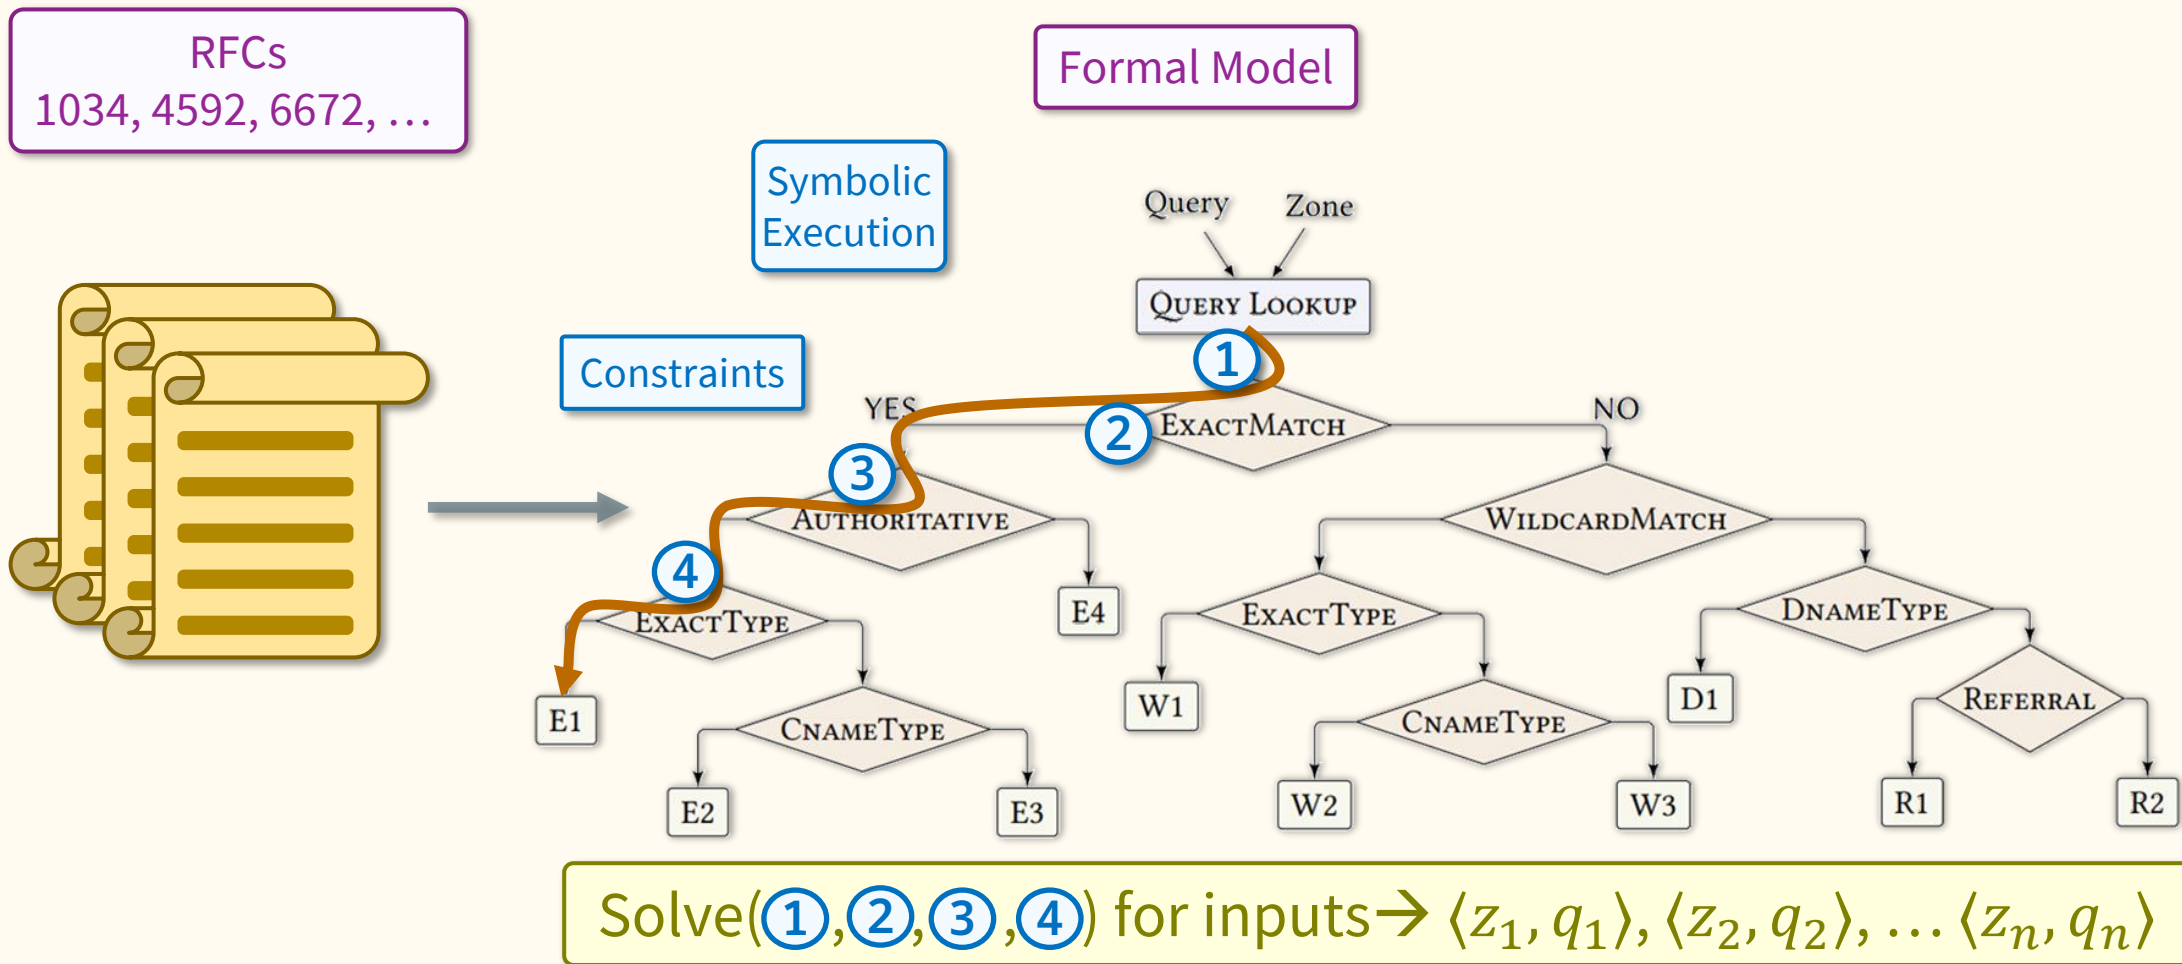 RFCs
1034, 4592, 6672, …
Formal Model
Symbolic
Execution
Query
Zone
QUERY LOOKUP
Constraints
1
YES
NO
2
EXACTMATCH
3
AUTHORITATIVE
WILDCARDMATCH
4
EXACTTYPE
E4
EXACTTYPE
DNAMETYPE
E1
CNAMETYPE
W1
CNAMETYPE
D1
REFERRAL
E2
E3
W2
W3
R1
R2
Solve(1,2,3,4) for inputs→ ⟨z₁, q₁⟩, ⟨z₂, q₂⟩, … ⟨zₙ, qₙ⟩